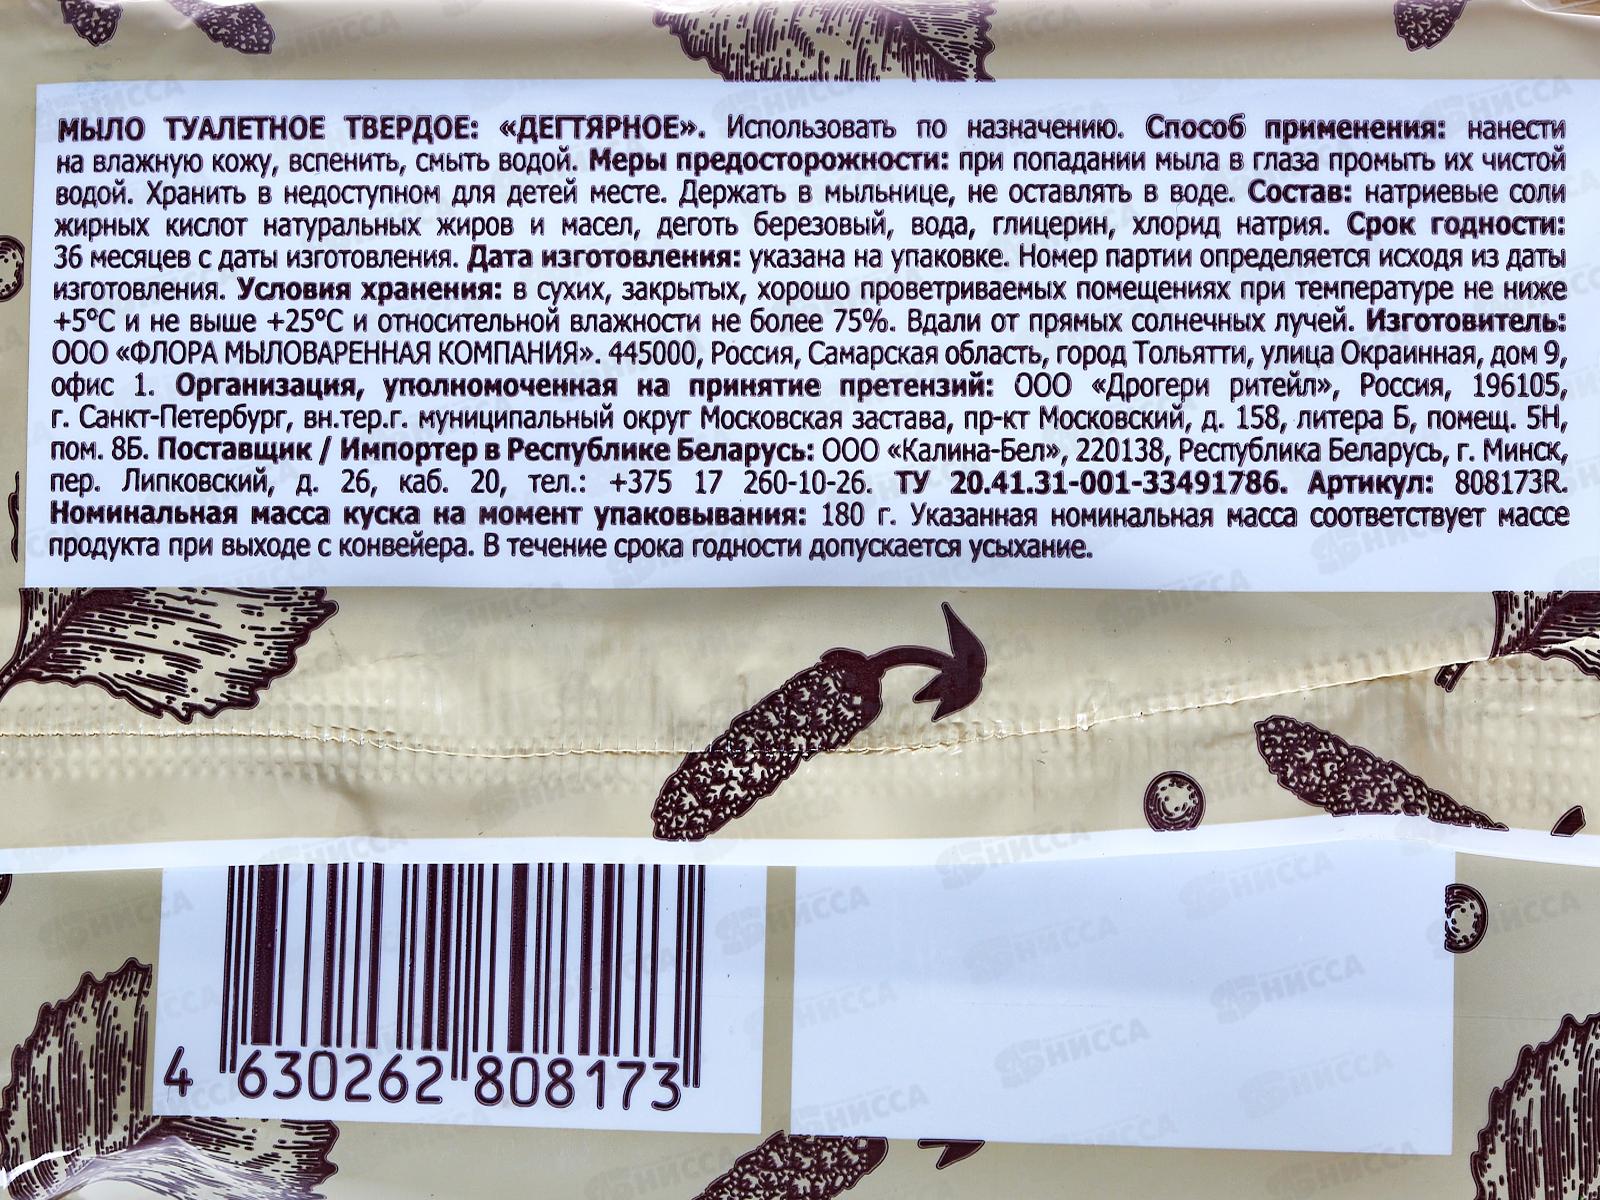 МЫЛО ТУАЛЕТНОЕ ТВЕРДОЕ: «ДЕГТЯРНОЕ». Использовать по назначению. Способ применения: нанести
на влажную кожу, вспенить, смыть водой. Меры предосторожности: при попадании мыла в глаза промыть их чистой
водой. Хранить в недоступном для детей месте. Держать в мыльнице, не оставлять в воде. Состав: натриевые соли
жирных кислот натуральных жиров и масел, деготь березовый, вода, глицерин, хлорид натрия. Срок годности:
36 месяцев с даты изготовления. Дата изготовления: указана на упаковке. Номер партии определяется исходя из даты
изготовления. Условия хранения: в сухих, закрытых, хорошо проветриваемых помещениях при температуре не ниже
+5°С и не выше +25°С и относительной влажности не более 75%. Вдали от прямых солнечных лучей. Изготовитель:
ООО «ФЛОРА МЫЛОВАРЕННАЯ КОМПАНИЯ». 445000, Россия, Самарская область, город Тольятти, улица Окраинная, дом 9,
офис 1. Организация, уполномоченная на принятие претензий: ООО «Дрогери ритейл», Россия, 196105,
г. Санкт-Петербург, вн.тер.г. муниципальный округ Московская застава, пр-кт Московский, д. 158, литера Б, помещ. 5Н,
пом. 8Б. Поставщик / Импортер в Республике Беларусь: ООО «Калина-Бел», 220138, Республика Беларусь, г. Минск,
пер. Липковский, д. 26, каб. 20, тел.: +375 17 260-10-26. ТУ 20.41.31-001-33491786. Артикул: 808173R.
Номинальная масса куска на момент упаковывания: 180 г. Указанная номинальная масса соответствует массе
продукта при выходе с конвейера. В течение срока годности допускается усыхание.
4 630262 808173